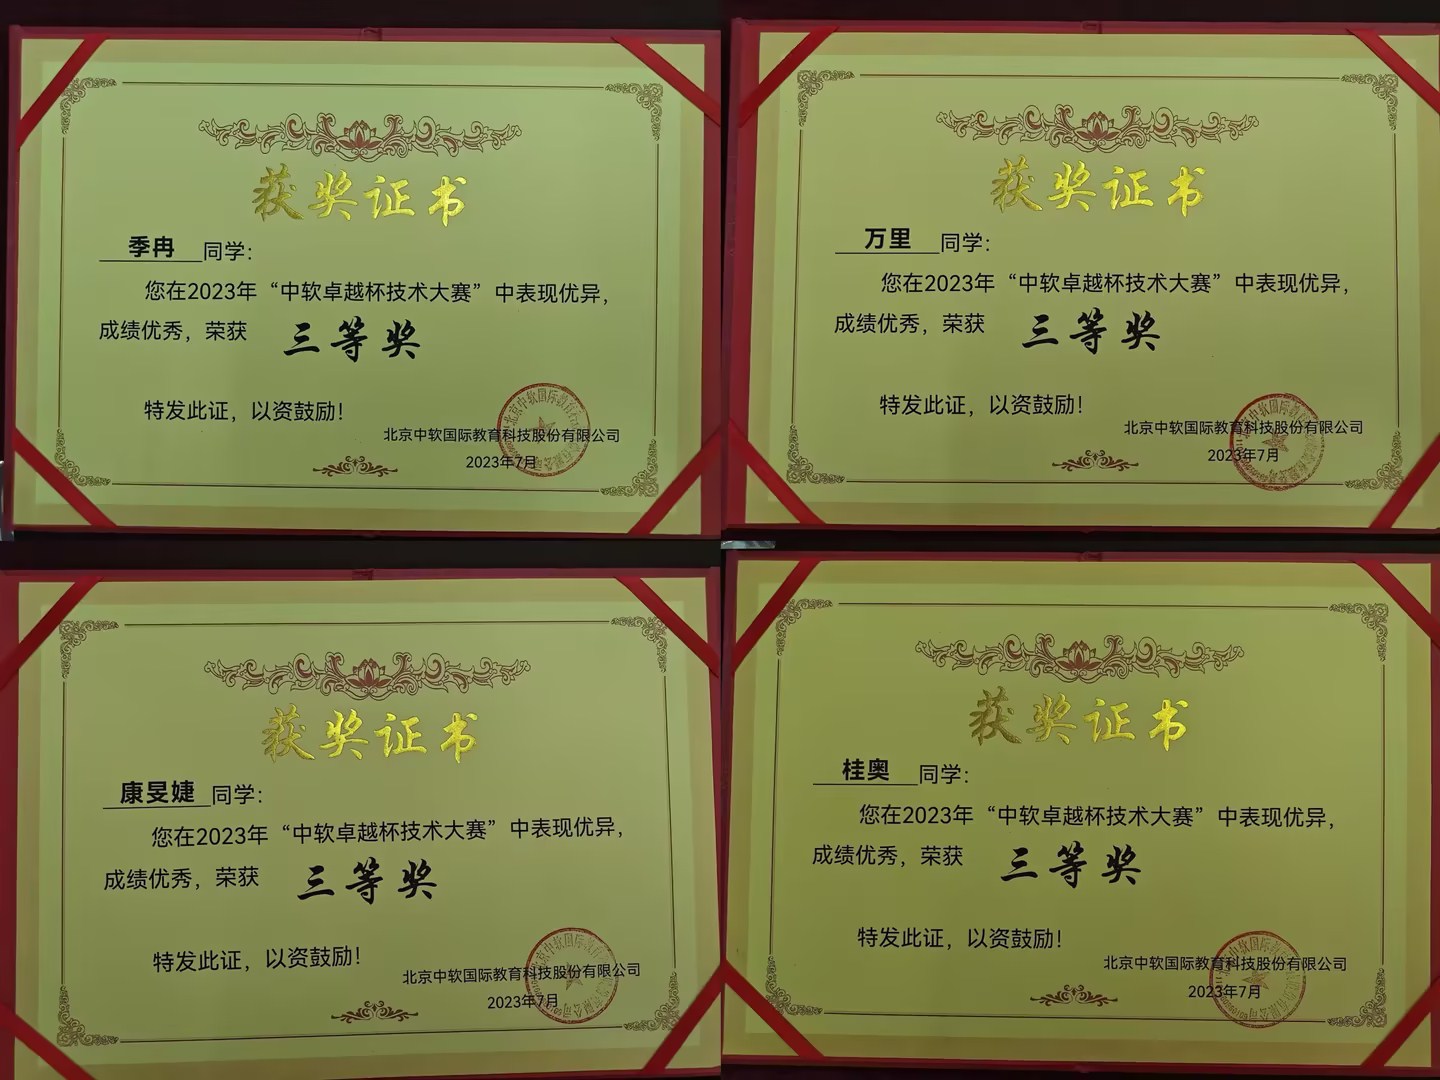 获奖证书
季冉同学：
您在2023年“中软卓越杯技术大赛”中表现优异，
成绩优秀，荣获 三等奖
特发此证，以资鼓励！
北京中软国际教育科技股份有限公司
2023年7月
获奖证书
万里同学：
您在2023年“中软卓越杯技术大赛”中表现优异，
成绩优秀，荣获 三等奖
特发此证，以资鼓励！
北京中软国际教育科技股份有限公司
2023年7月
获奖证书
康旻婕同学：
您在2023年“中软卓越杯技术大赛”中表现优异，
成绩优秀，荣获 三等奖
特发此证，以资鼓励！
北京中软国际教育科技股份有限公司
2023年7月
获奖证书
桂奥同学：
您在2023年“中软卓越杯技术大赛”中表现优异，
成绩优秀，荣获 三等奖
特发此证，以资鼓励！
北京中软国际教育科技股份有限公司
2023年7月